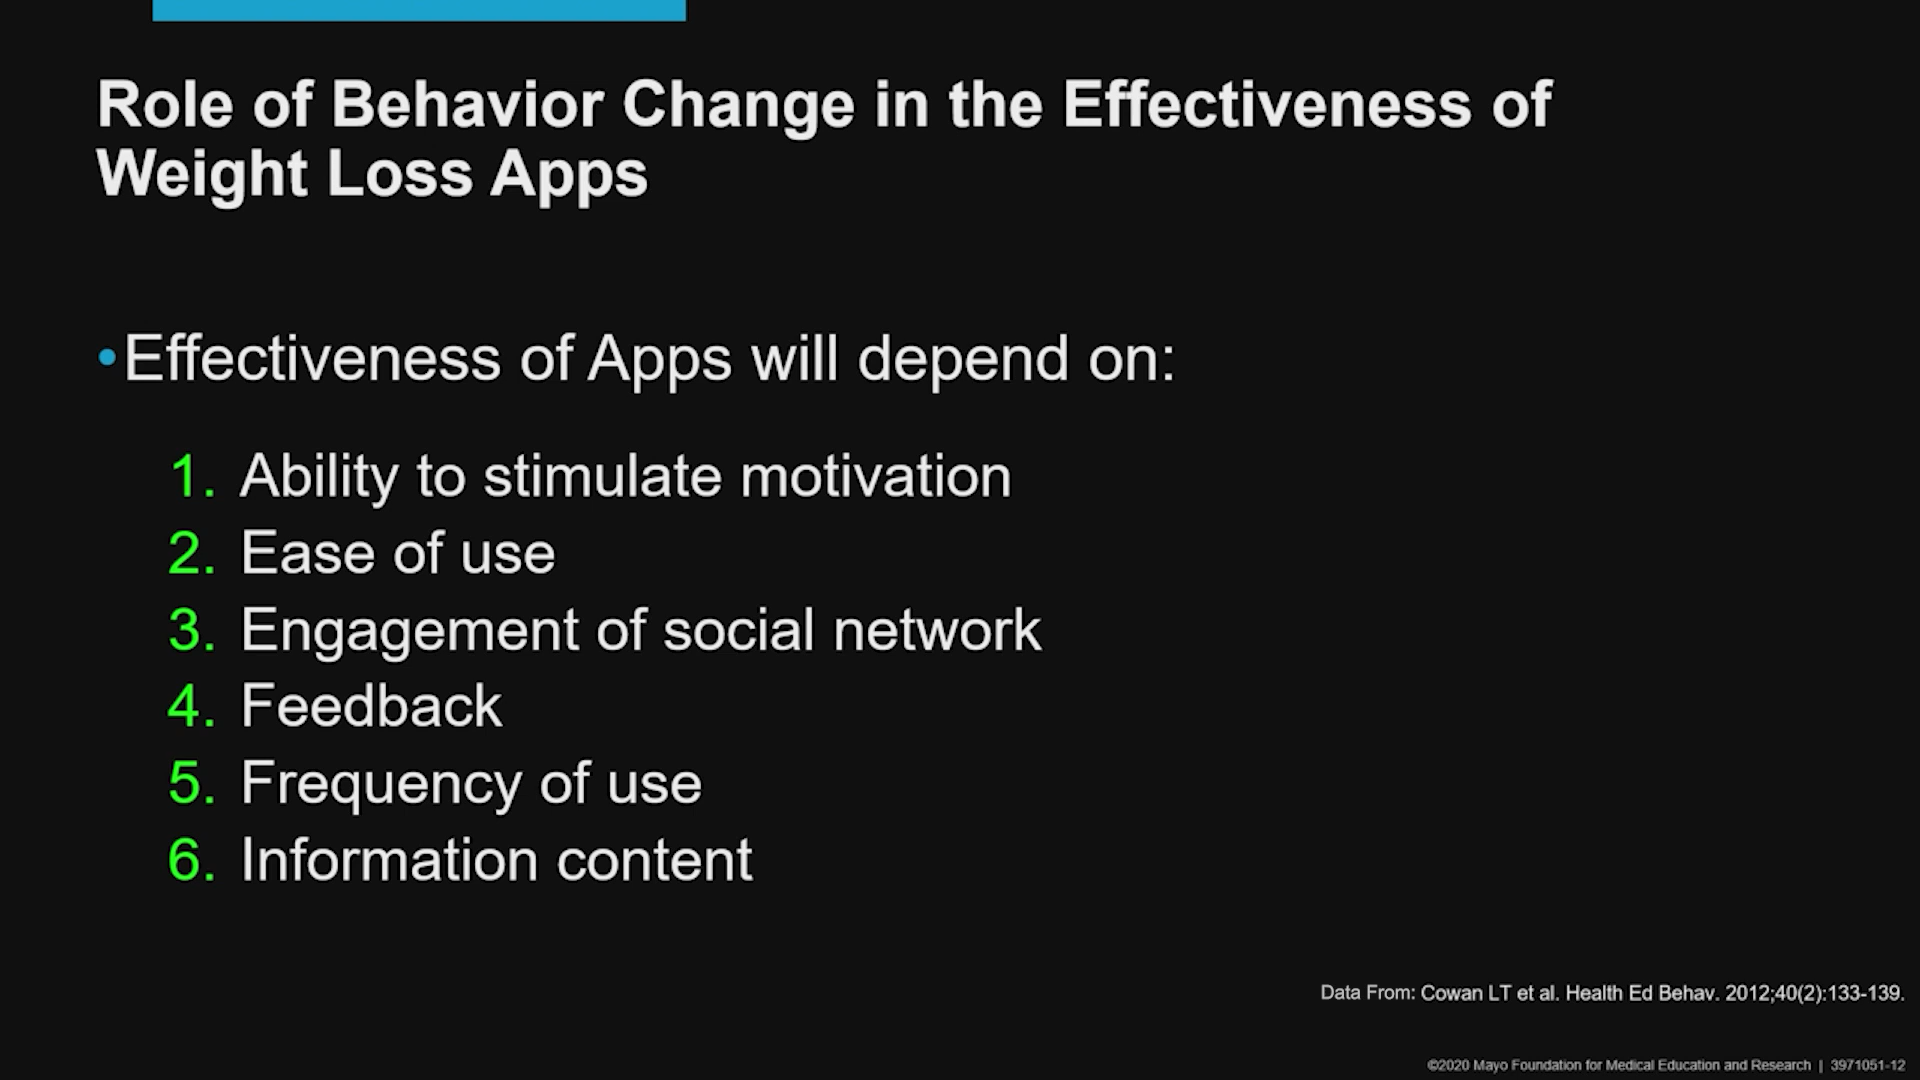 Role of Behavior Change in the Effectiveness of
Weight Loss Apps
•Effectiveness of Apps will depend on:
1. Ability to stimulate motivation
2. Ease of use
3. Engagement of social network
4. Feedback
5. Frequency of use
6. Information content
Data From: Cowan LT et al. Health Ed Behav. 2012;40(2):133-139.
©2020 Mayo Foundation for Medical Education and Research | 3971051-12